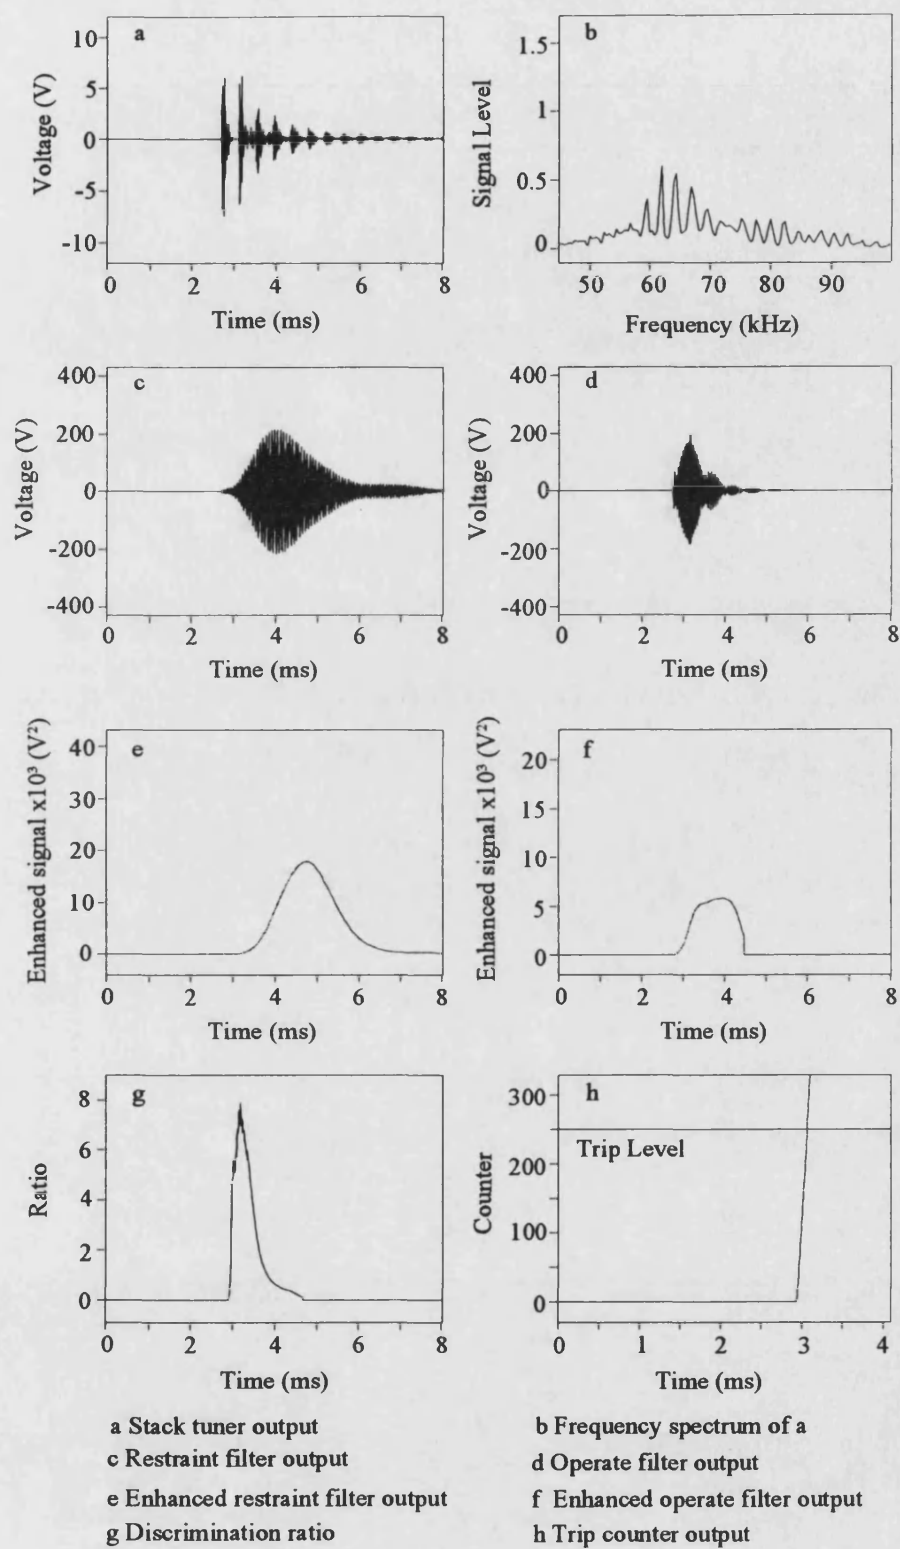 a
Voltage (V)
10
5
0
-5
-10
0 2 4 6 8
Time (ms)
b
Signal Level
1.5
1
0.5
0
50 60 70 80 90
Frequency (kHz)
c
Voltage (V)
400
200
0
-200
-400
0 2 4 6 8
Time (ms)
d
Voltage (V)
400
200
0
-200
-400
0 2 4 6 8
Time (ms)
e
Enhanced signal x10³ (V²)
40
30
20
10
0
0 2 4 6 8
Time (ms)
f
Enhanced signal x10³ (V²)
20
15
10
5
0
0 2 4 6 8
Time (ms)
g
Ratio
8
6
4
2
0
0 2 4 6 8
Time (ms)
h
Counter
300
200
100
0
Trip Level
0 1 2 3 4
Time (ms)
a Stack tuner output
b Frequency spectrum of a
c Restraint filter output
d Operate filter output
e Enhanced restraint filter output
f Enhanced operate filter output
g Discrimination ratio
h Trip counter output